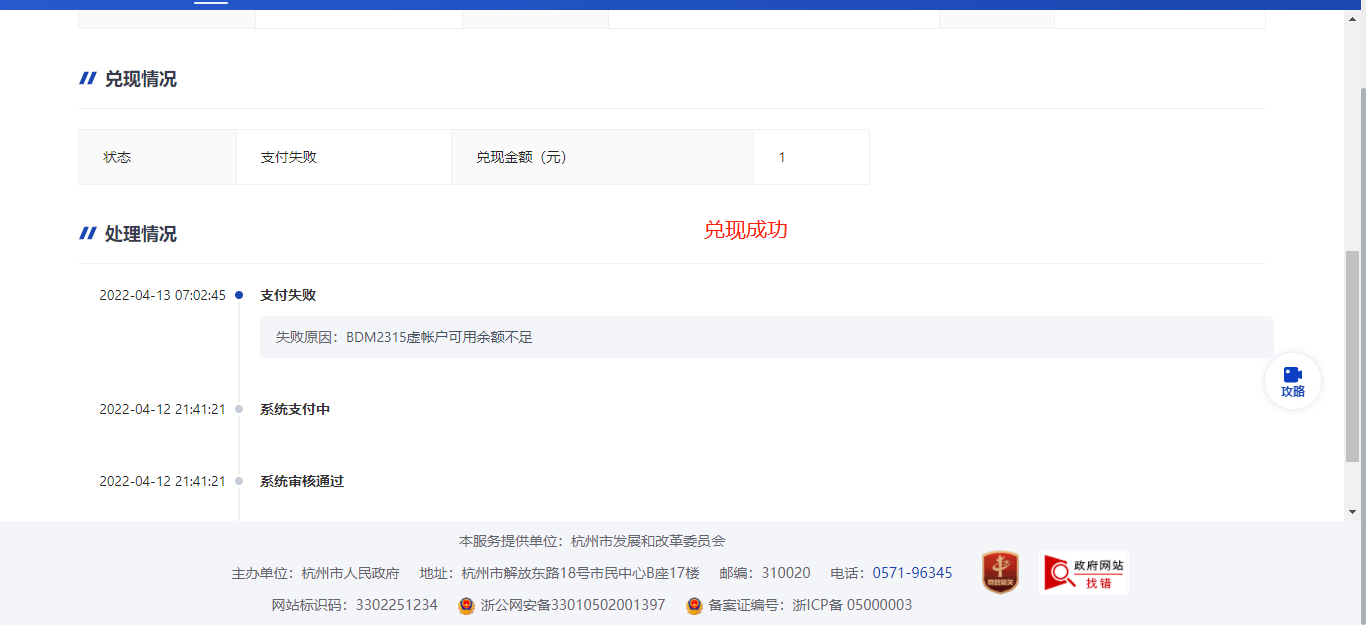 兑现情况
状态 支付失败 兑现金额（元） 1
处理情况
兑现成功
2022-04-13 07:02:45 支付失败
失败原因：BDM2315虚帐户可用余额不足
攻略
2022-04-12 21:41:21 系统支付中
2022-04-12 21:41:21 系统审核通过
本服务提供单位：杭州市发展和改革委员会
主办单位：杭州市人民政府 地址：杭州市解放东路18号市民中心B座17楼 邮编：310020 电话：0571-96345
网站标识码：3302251234 浙公网安备33010502001397 备案证编号：浙ICP备 05000003
党政机关
政府网站
找错